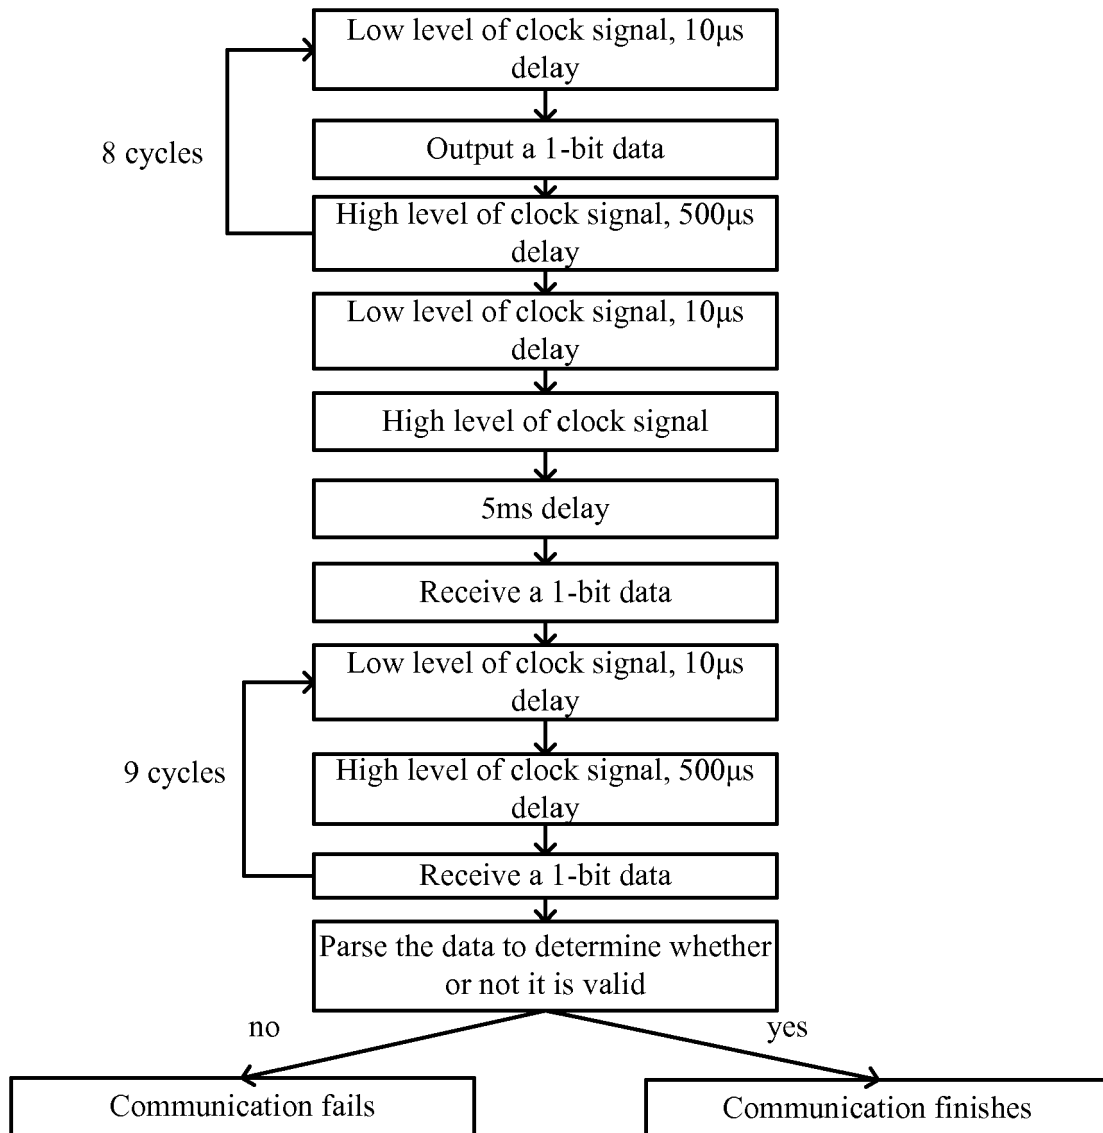 Low level of clock signal, 10μs
delay
8 cycles
Output a 1-bit data
High level of clock signal, 500μs
delay
Low level of clock signal, 10μs
delay
High level of clock signal
5ms delay
Receive a 1-bit data
Low level of clock signal, 10μs
delay
9 cycles
High level of clock signal, 500μs
delay
Receive a 1-bit data
Parse the data to determine whether
or not it is valid
no
yes
Communication fails
Communication finishes